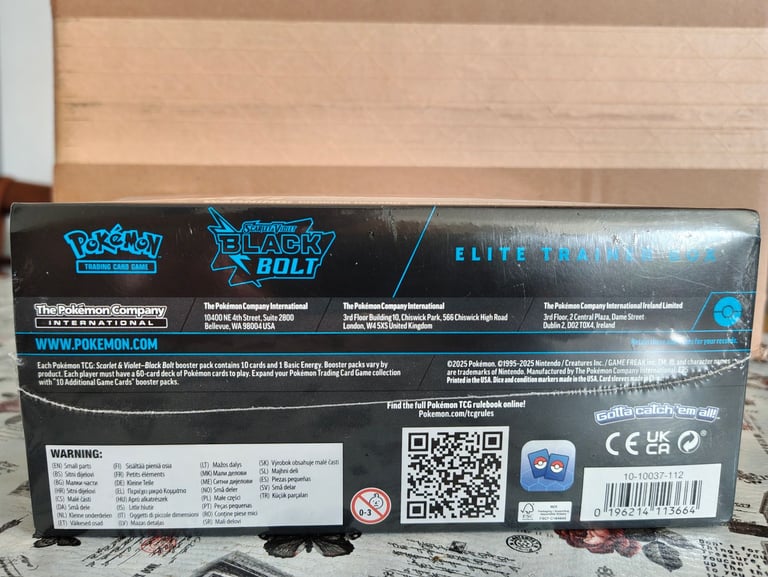 Pokémon
TRADING CARD GAME
SCARLET & VIOLET
BLACK
BOLT
ELITE TRAINER BOX
The Pokémon Company
INTERNATIONAL
The Pokémon Company International
10400 NE 4th Street, Suite 2800
Bellevue, WA 98004 USA
The Pokémon Company International
3rd Floor Building 10, Chiswick Park, 566 Chiswick High Road
London, W4 5XS United Kingdom
The Pokémon Company International Ireland Limited
3rd Floor, 2 Central Plaza, Dame Street
Dublin 2, D02 T0X4, Ireland
WWW.POKEMON.COM
for your records.
Each Pokémon TCG: Scarlet & Violet–Black Bolt booster pack contains 10 cards and 1 Basic Energy. Booster packs vary by
product. Each player must have a 60-card deck of Pokémon cards to play. Expand your Pokémon Trading Card Game collection
with "10 Additional Game Cards" booster packs.
©2025 Pokémon. ©1995-2025 Nintendo / Creatures Inc. / GAME FREAK inc. TM, ®, and character names
are trademarks of Nintendo. Manufactured by The Pokémon Company International
Printed in the USA. Dice and condition markers made in the USA. Card sleeves made
Find the full Pokémon TCG rulebook online!
Pokemon.com/tcgrules
Gotta catch 'em all!
WARNING:
(EN) Small parts
(BS) Sitni dijelovi
(BG) Малки части
(HR) Sitni dijelovi
(CS) Malé části
(DA) Små dele
(NL) Kleine onderdelen
(ET) Väikesed osad
(FI) Sisältää pieniä osia
(FR) Petits éléments
(DE) Kleine Teile
(EL) Περιέχει μικρά Κομμάτια
(HU) Apró alkatrészek
(IS) Litlir hlutir
(IT) Oggetti di piccole dimensioni
(LV) Mazas detaļas
(LT) Mažos dalys
(MK) Мали делови
(ME) Ситни дијелови
(NO) Små deler
(PL) Małe części
(PT) Peças pequenas
(RO) Conține piese mici
(SR) Mali delovi
(SK) Výrobok obsahuje malé časti
(SL) Majhni deli
(ES) Piezas pequeñas
(SV) Små delar
(TR) Küçük parçaları
0-3
FSC
MIX
CE
UK
CA
10-10037-112
0 196214 113664